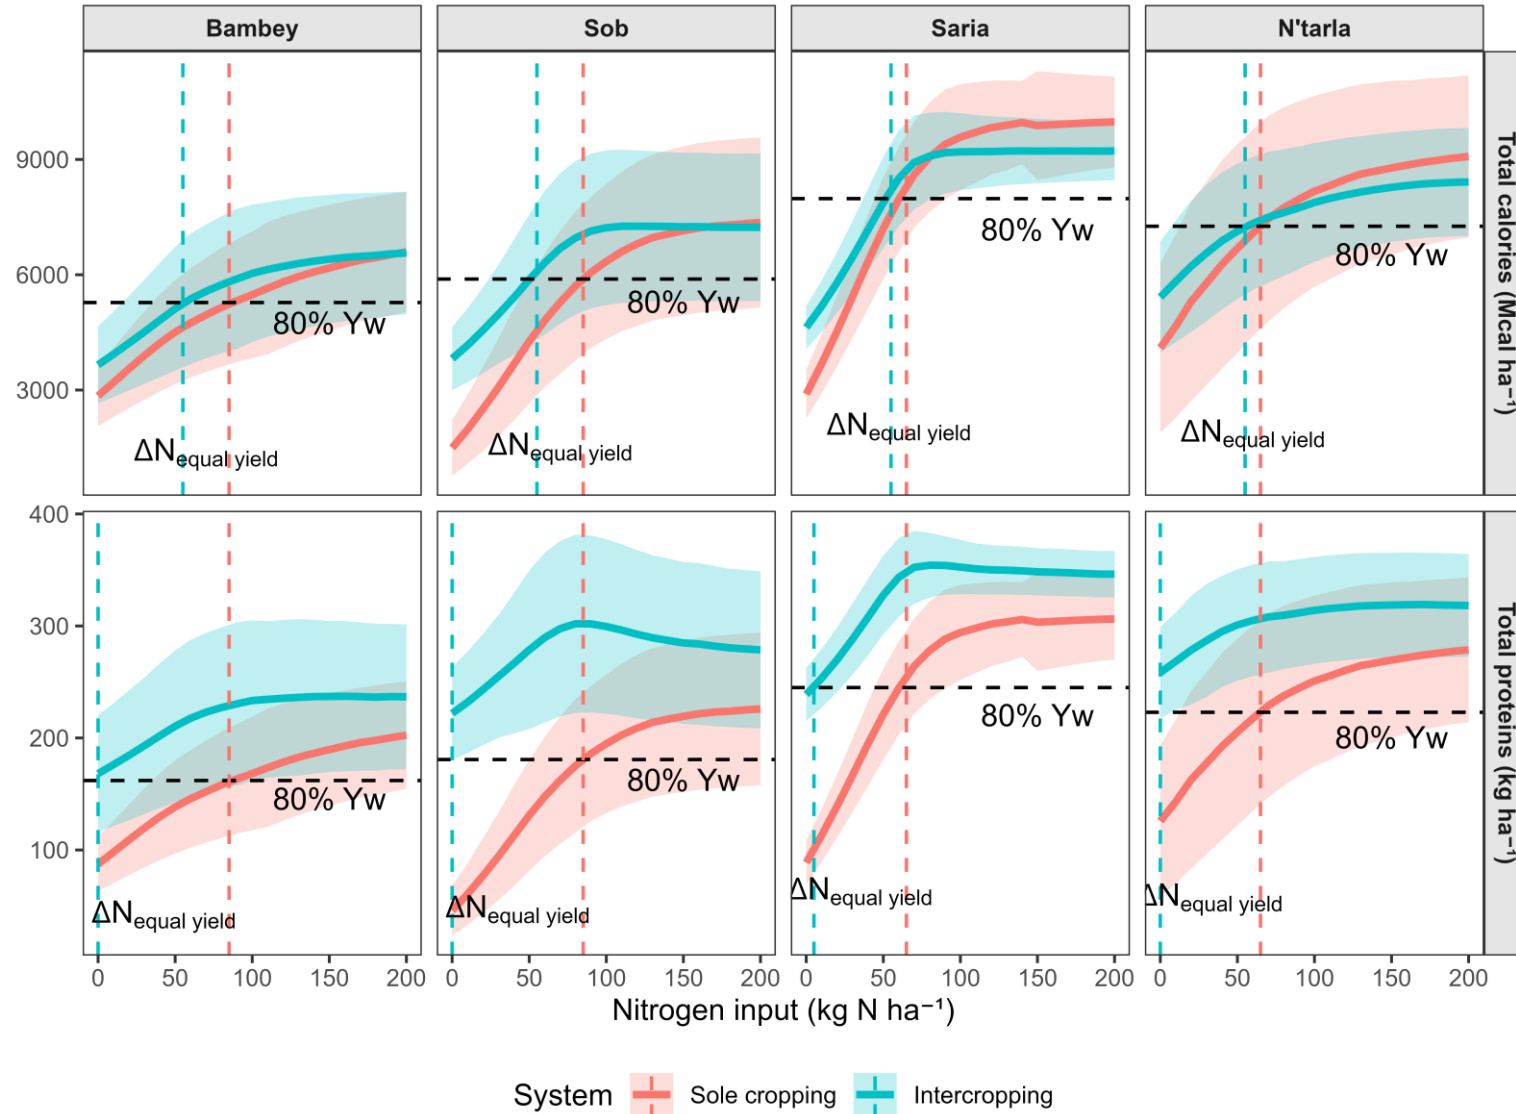 Bambey
Sob
Saria
N'tarla
9000
6000
3000
80% Yw
80% Yw
80% Yw
80% Yw
ΔNequal yield
ΔNequal yield
ΔNequal yield
ΔNequal yield
Total calories (Mcal ha⁻¹)
400
300
200
100
80% Yw
80% Yw
80% Yw
80% Yw
ΔNequal yield
ΔNequal yield
ΔNequal yield
ΔNequal yield
Total proteins (kg ha⁻¹)
0 50 100 150 200
0 50 100 150 200
0 50 100 150 200
0 50 100 150 200
Nitrogen input (kg N ha⁻¹)
System Sole cropping Intercropping